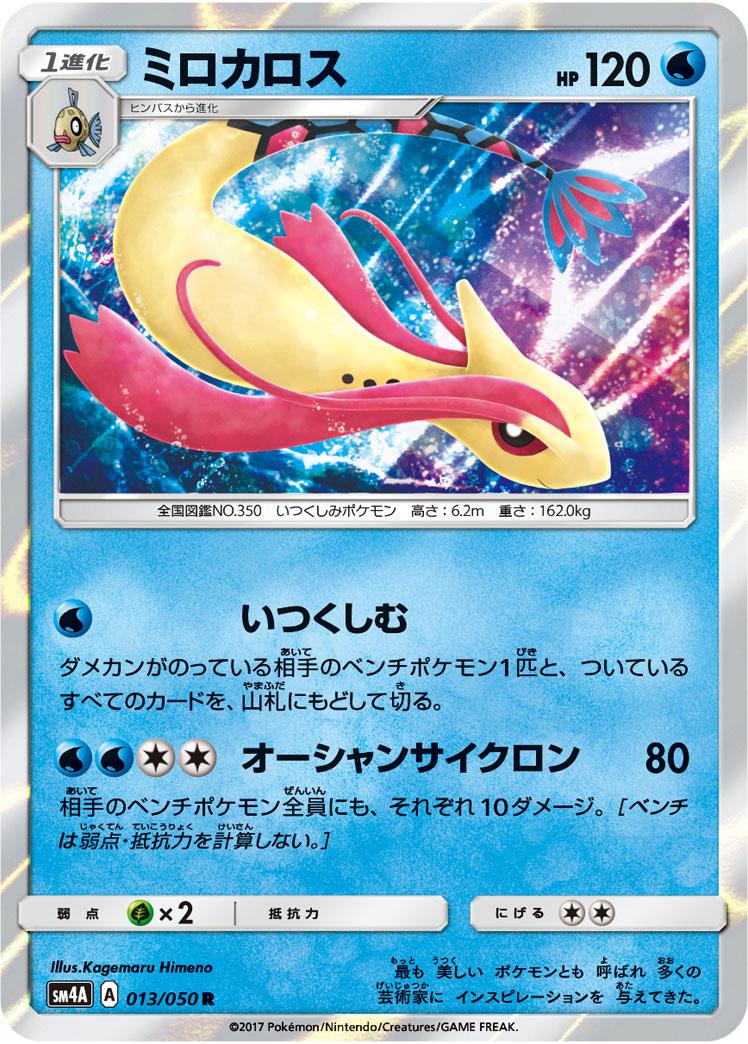 1進化 ミロカロス HP 120
ヒンバスから進化
全国図鑑NO.350 いつくしみポケモン 高さ:6.2m 重さ:162.0kg
いつくしむ
ダメカンがのっている相手のベンチポケモン1匹と、ついている
すべてのカードを、山札にもどして切る。
オーシャンサイクロン 80
相手のベンチポケモン全員にも、それぞれ10ダメージ。[ベンチ
は弱点・抵抗力を計算しない。]
弱点 ×2 抵抗力 にげる
Illus.Kagemaru Himeno
SM4A A 013/050 R
最も 美しい ポケモンとも 呼ばれ 多くの
芸術家に インスピレーションを 与えてきた。
©2017 Pokémon/Nintendo/Creatures/GAME FREAK.